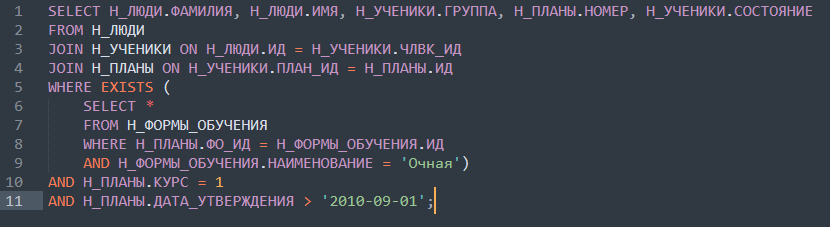 1 SELECT Н_ЛЮДИ.ФАМИЛИЯ, Н_ЛЮДИ.ИМЯ, Н_УЧЕНИКИ.ГРУППА, Н_ПЛАНЫ.НОМЕР, Н_УЧЕНИКИ.СОСТОЯНИЕ
2 FROM Н_ЛЮДИ
3 JOIN Н_УЧЕНИКИ ON Н_ЛЮДИ.ИД = Н_УЧЕНИКИ.ЧЛВК_ИД
4 JOIN Н_ПЛАНЫ ON Н_УЧЕНИКИ.ПЛАН_ИД = Н_ПЛАНЫ.ИД
5 WHERE EXISTS (
6     SELECT *
7     FROM Н_ФОРМЫ_ОБУЧЕНИЯ
8     WHERE Н_ПЛАНЫ.ФО_ИД = Н_ФОРМЫ_ОБУЧЕНИЯ.ИД
9     AND Н_ФОРМЫ_ОБУЧЕНИЯ.НАИМЕНОВАНИЕ = 'Очная')
10 AND Н_ПЛАНЫ.КУРС = 1
11 AND Н_ПЛАНЫ.ДАТА_УТВЕРЖДЕНИЯ > '2010-09-01';